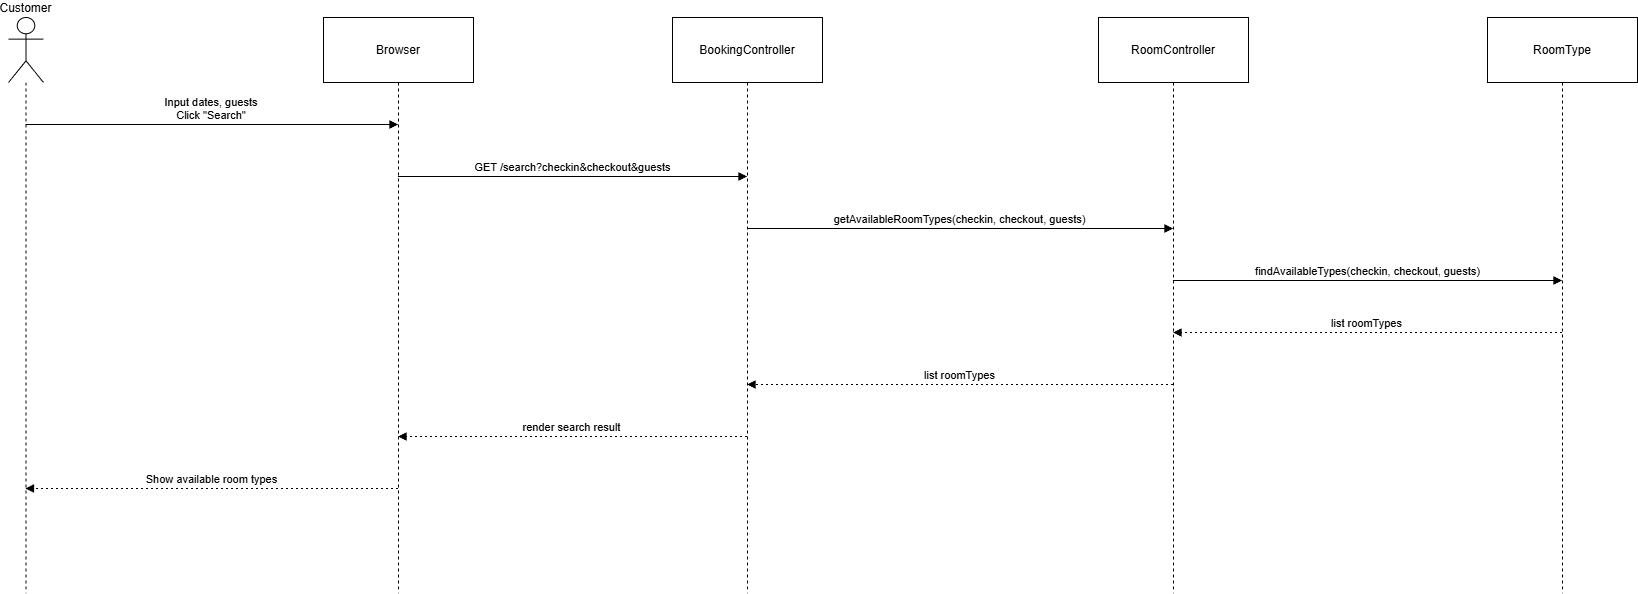 Customer
Browser
BookingController
RoomController
RoomType
Input dates, guests
Click "Search"
GET /search?checkin&checkout&guests
getAvailableRoomTypes(checkin, checkout, guests)
findAvailableTypes(checkin, checkout, guests)
list roomTypes
list roomTypes
render search result
Show available room types